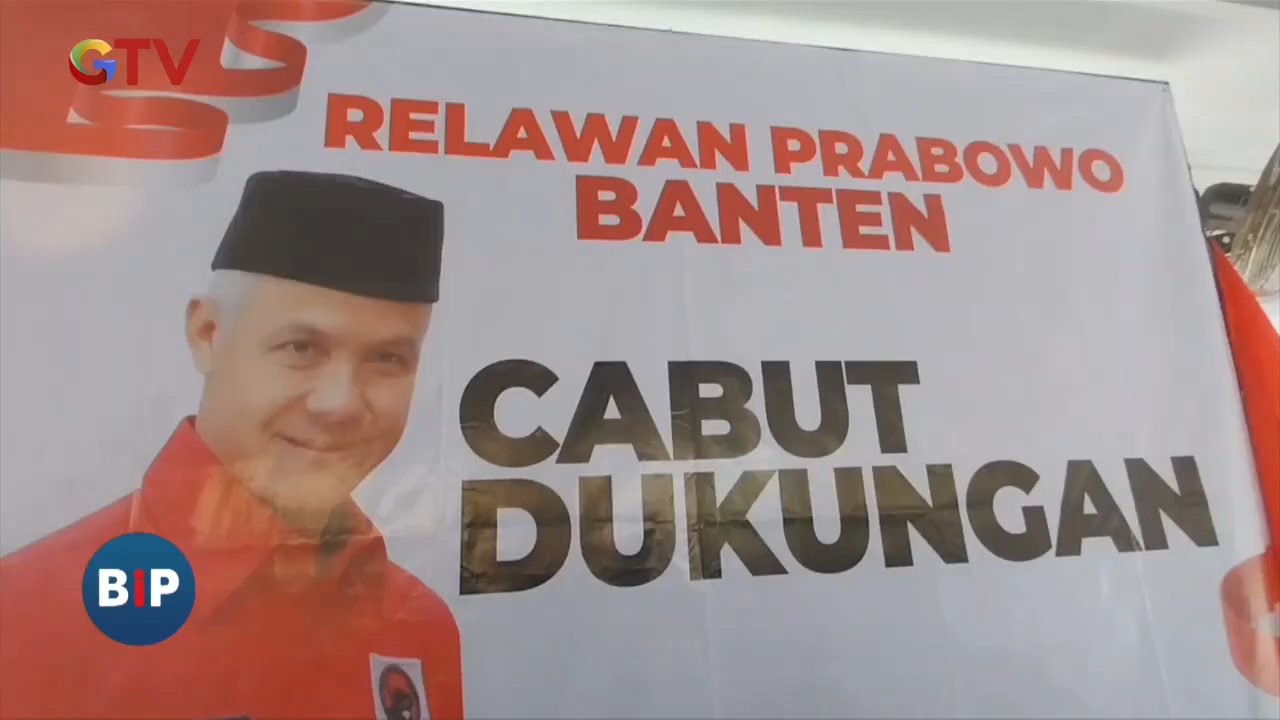 GTV
RELAWAN PRABOWO
BANTEN
CABUT
DUKUNGAN
BiP